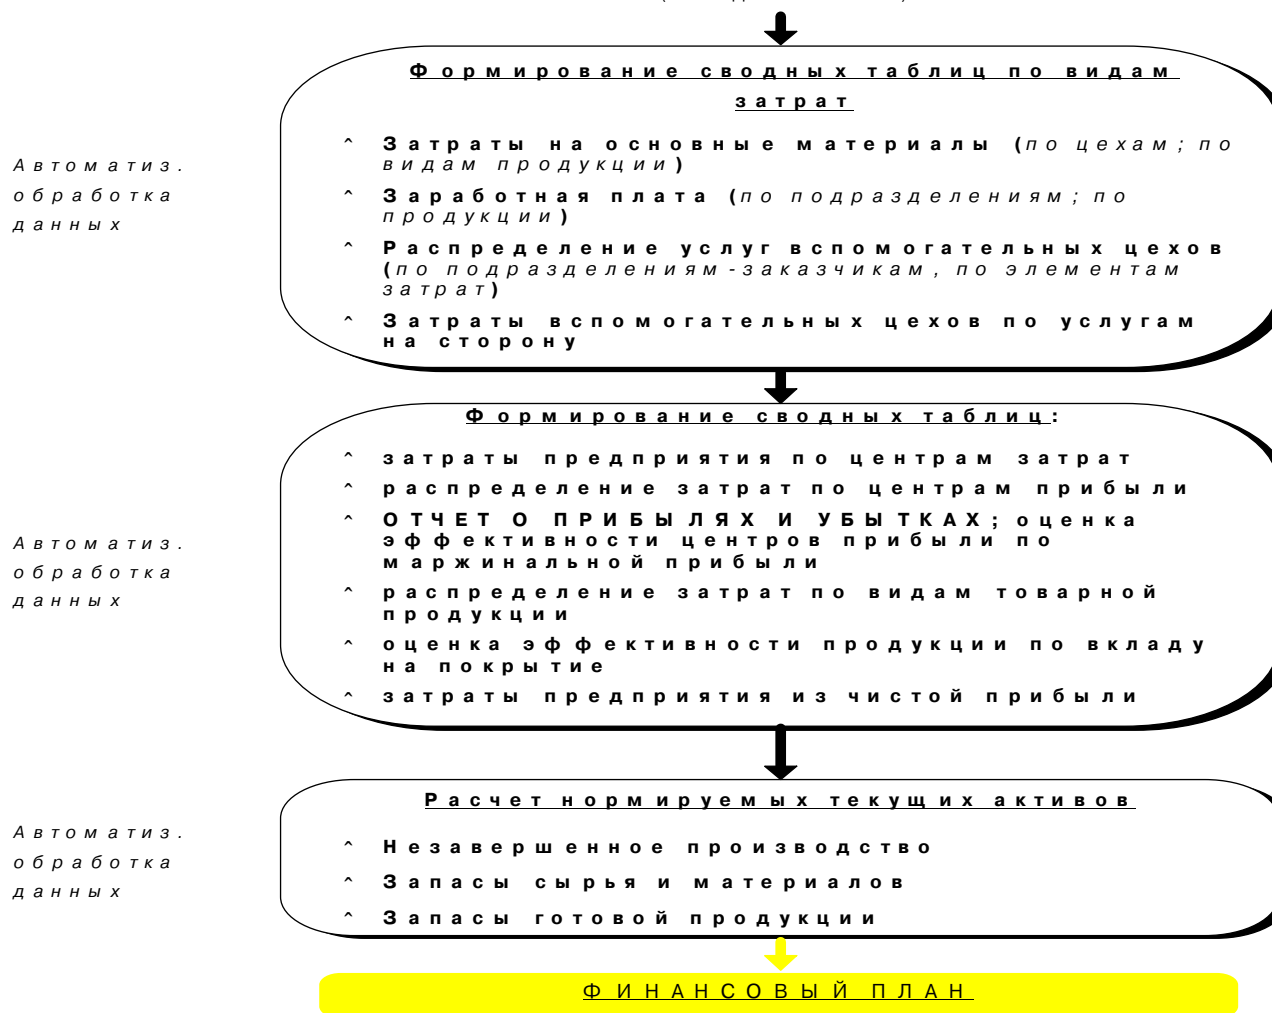 Формирование сводных таблиц по видам
затрат
^ Затраты на основные материалы (по цехам; по
видам продукции)
Автоматиз.
обработка
данных
^ Заработная плата (по подразделениям; по
продукции)
^ Распределение услуг вспомогательных цехов
(по подразделениям-заказчикам, по элементам
затрат)
^ Затраты вспомогательных цехов по услугам
на сторону
Формирование сводных таблиц:
^ затраты предприятия по центрам затрат
^ распределение затрат по центрам прибыли
^ ОТЧЕТ О ПРИБЫЛЯХ И УБЫТКАХ; оценка
эффективности центров прибыли по
маржинальной прибыли
Автоматиз.
обработка
данных
^ распределение затрат по видам товарной
продукции
^ оценка эффективности продукции по вкладу
на покрытие
^ затраты предприятия из чистой прибыли
Расчет нормируемых текущих активов
Автоматиз.
обработка
данных
^ Незавершенное производство
^ Запасы сырья и материалов
^ Запасы готовой продукции
ФИНАНСОВЫЙ ПЛАН